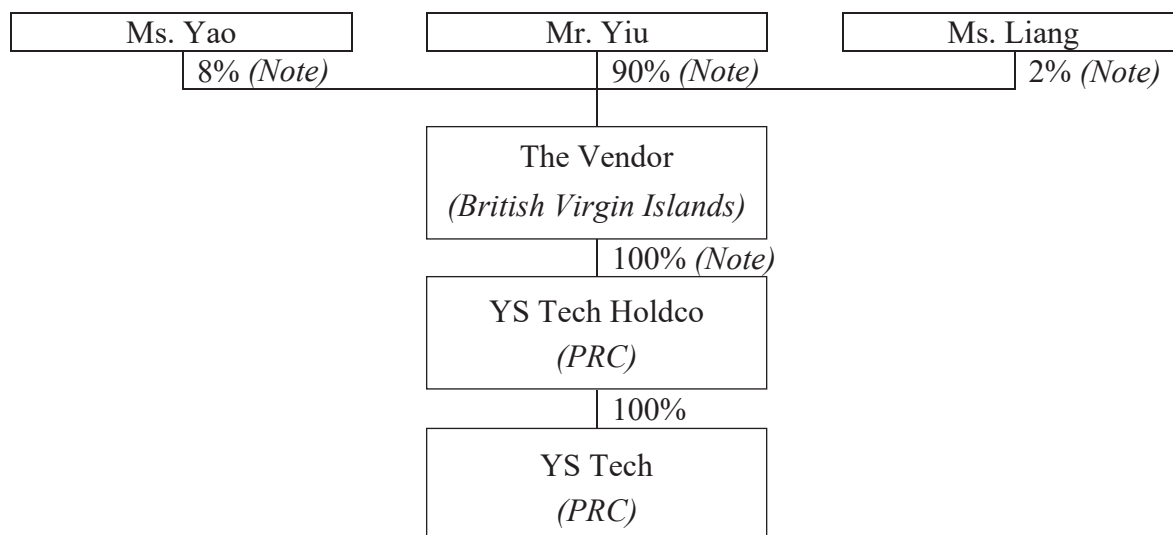 Ms. Yao
Mr. Yiu
Ms. Liang
8% (Note)
90% (Note)
2% (Note)
The Vendor
(British Virgin Islands)
100% (Note)
YS Tech Holdco
(PRC)
100%
YS Tech
(PRC)